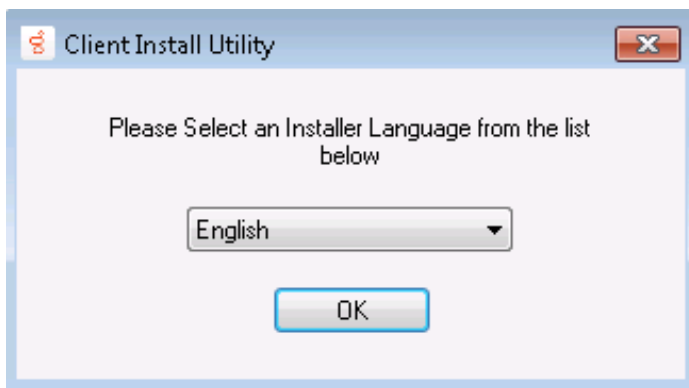 Client Install Utility
Please Select an Installer Language from the list
below
English
OK